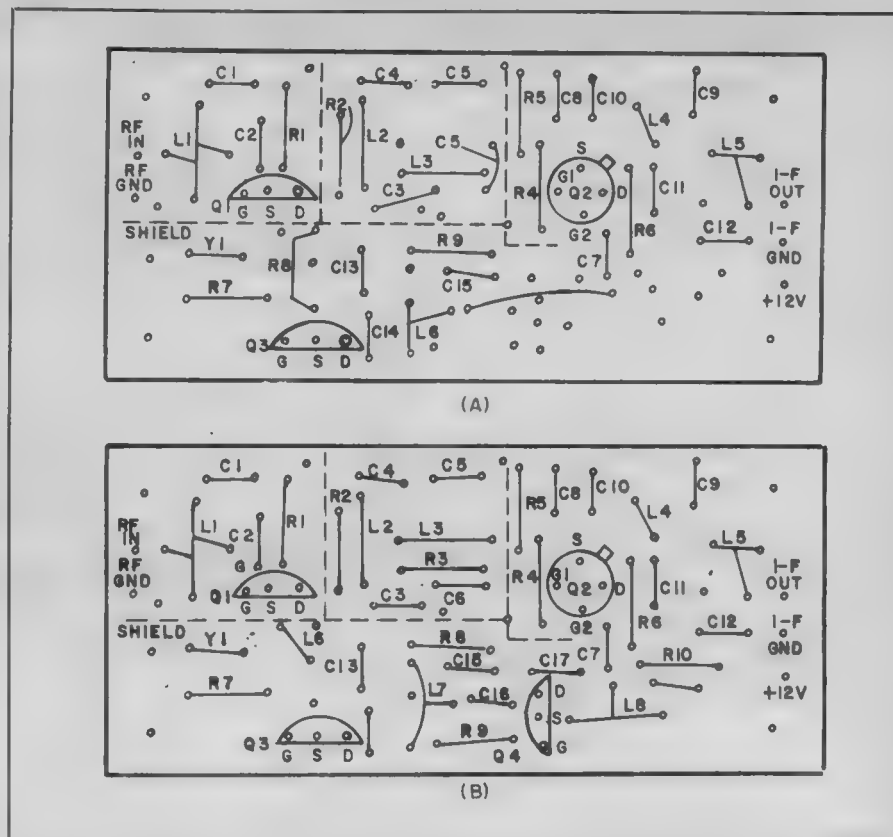 C1 C4 C5
R5 C8 C10 L4 C9
RF IN L1 C2 R1 R2 L2 L3 C5 L5
RF GND
S
G1 Q2 D
G2
R4 C11 I-F OUT
Q G S D C3
SHIELD
R6 C12 I-F GND
Y1 R8 C13 R9 C7
R7 C15 +12V
Q3 G S D C14 L6
(A)
C1 C4 C5
R5 C8 C10 L4 C9
RF IN L1 C2 R1 R2 L2 L3 L5
RF GND
S
G1 Q2 D
G2
G R3 R4 C11 I-F OUT
Q1 G S D C3 C6
SHIELD
R6 C12 I-F GND
Y1 L6 C13 R8 C7 R10
C15 C17 +12V
R7 L7 C16 D S G L8
Q3 G S D R9 Q4
(B)